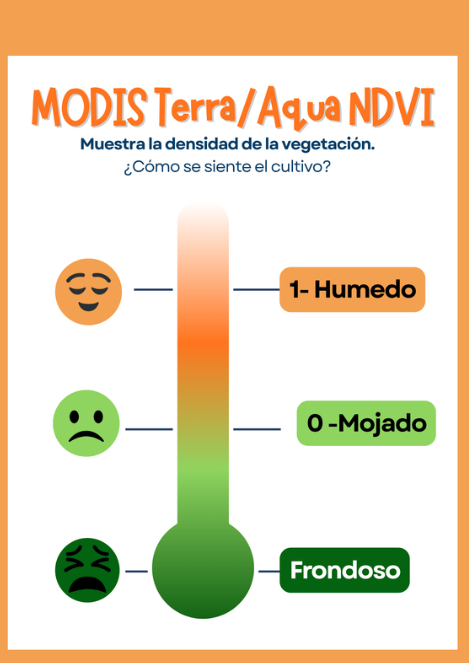 MODIS Terra/Aqua NDVI
Muestra la densidad de la vegetación.
¿Cómo se siente el cultivo?
1- Humedo
0 -Mojado
Frondoso